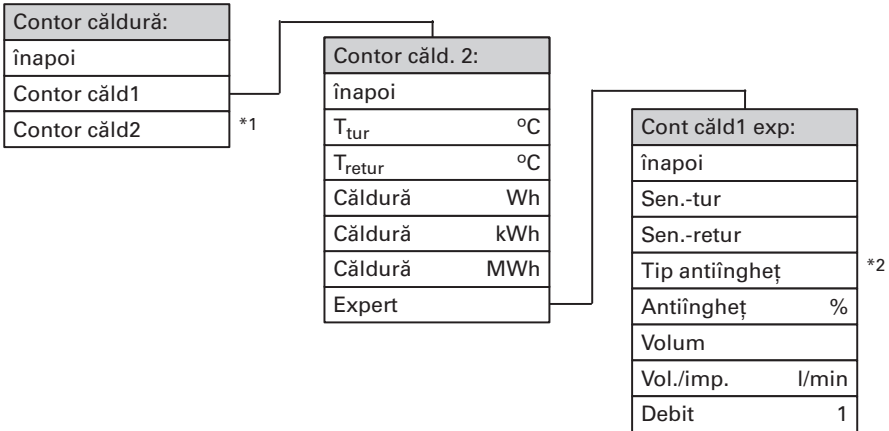 Contor căldură:
înapoi
Contor căld1
Contor căld2 *1
Contor căld. 2:
înapoi
Ttur °C
Tretur °C
Căldură Wh
Căldură kWh
Căldură MWh
Expert
Cont căld1 exp:
înapoi
Sen.-tur
Sen.-retur
Tip antiîngheț *2
Antiîngheț %
Volum
Vol./imp. l/min
Debit 1